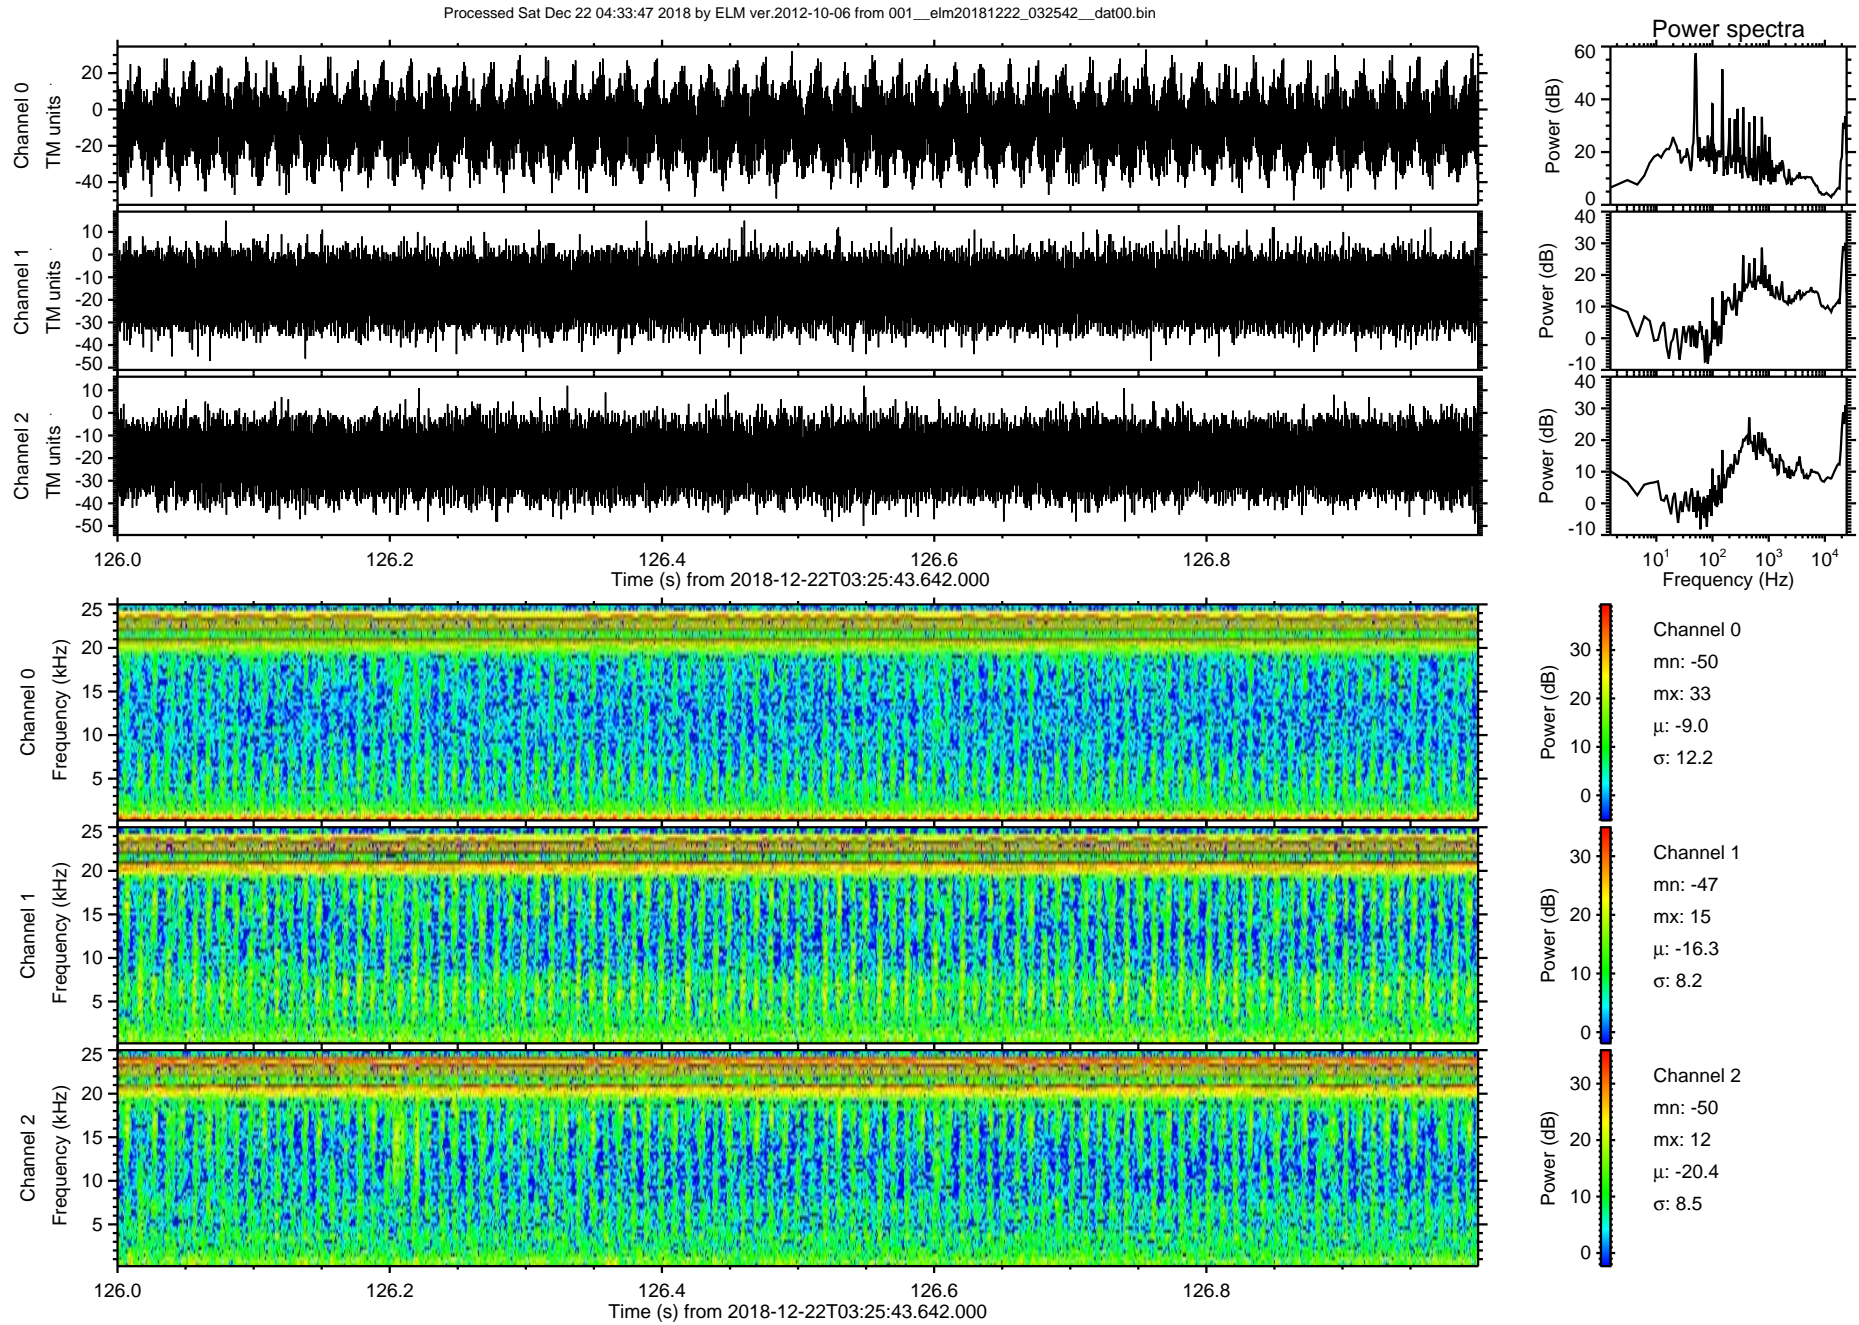 Processed Sat Dec 22 04:33:47 2018 by ELM ver.2012-10-06 from 001__elm20181222_032542__dat00.bin
Power spectra
Channel 0
TM units
20
0
-20
-40
Power (dB)
60
40
20
0
Channel 1
TM units
10
0
-10
-20
-30
-40
-50
Power (dB)
40
30
20
10
0
-10
Channel 2
TM units
10
0
-10
-20
-30
-40
-50
Power (dB)
40
30
20
10
0
-10
126.0 126.2 126.4 126.6 126.8
Time (s) from 2018-12-22T03:25:43.642.000
10¹ 10² 10³ 10⁴
Frequency (Hz)
Channel 0
Frequency (kHz)
25
20
15
10
5
Power (dB)
30
20
10
0
Channel 0
mn: -50
mx: 33
μ: -9.0
σ: 12.2
Channel 1
Frequency (kHz)
25
20
15
10
5
Power (dB)
30
20
10
0
Channel 1
mn: -47
mx: 15
μ: -16.3
σ: 8.2
Channel 2
Frequency (kHz)
25
20
15
10
5
Power (dB)
30
20
10
0
Channel 2
mn: -50
mx: 12
μ: -20.4
σ: 8.5
126.0 126.2 126.4 126.6 126.8
Time (s) from 2018-12-22T03:25:43.642.000